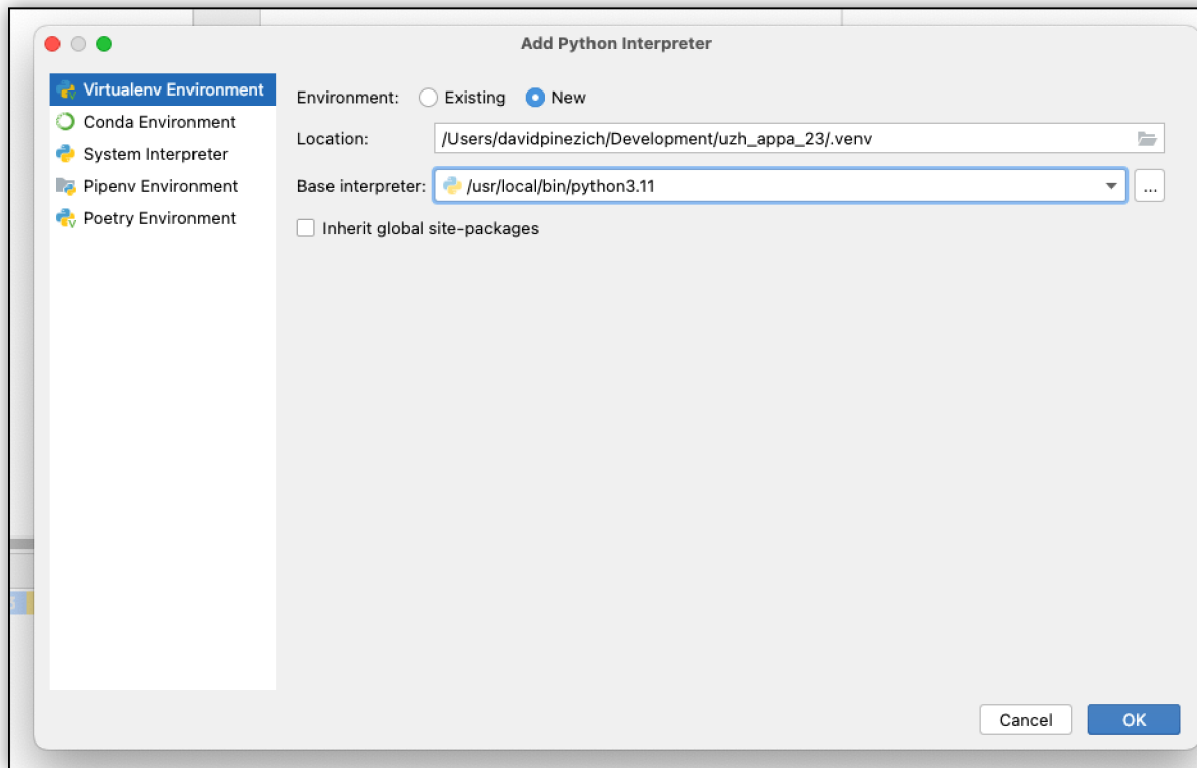 Add Python Interpreter
Virtualenv Environment
Conda Environment
System Interpreter
Pipenv Environment
Poetry Environment
Environment: Existing New
Location: /Users/davidpinezich/Development/uzh_appa_23/.venv
Base interpreter: /usr/local/bin/python3.11 ...
Inherit global site-packages
Cancel OK